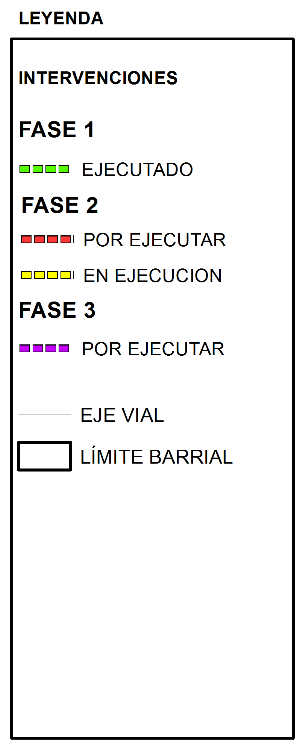 LEYENDA
INTERVENCIONES
FASE 1
EJECUTADO
FASE 2
POR EJECUTAR
EN EJECUCION
FASE 3
POR EJECUTAR
EJE VIAL
LÍMITE BARRIAL